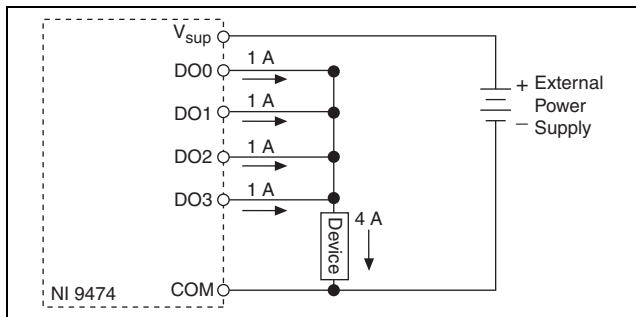 Vsup
DO0
1 A
DO1
1 A
DO2
1 A
DO3
1 A
Device
4 A
COM
NI 9474
+ External
Power
– Supply